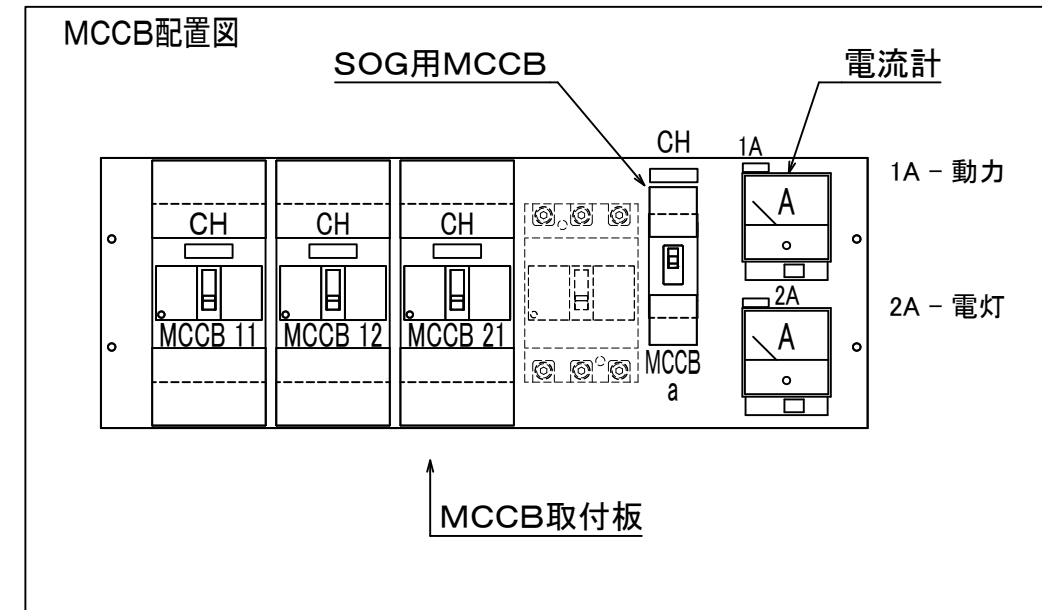 MCCB配置図
SOG用MCCB
電流計
CH
1A
1A－動力
A
CH
CH
CH
2A
2A－電灯
MCCB 11
MCCB 12
MCCB 21
A
MCCB
a
MCCB取付板